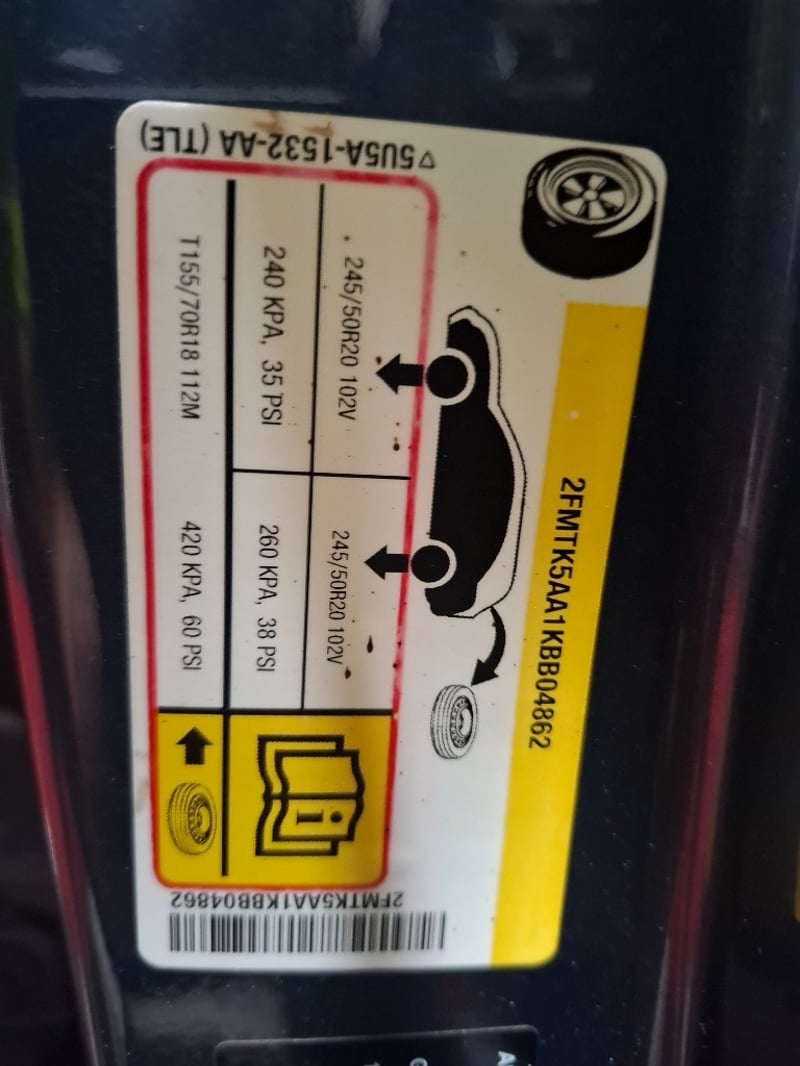 2FMTK5AA1KBB04862
245/50R20 102V
245/50R20 102V
240 KPA, 35 PSI
260 KPA, 38 PSI
T155/70R18 112M
420 KPA, 60 PSI
5U5A-1532-AA (TLE)
2FMTK5AA1KBB04862